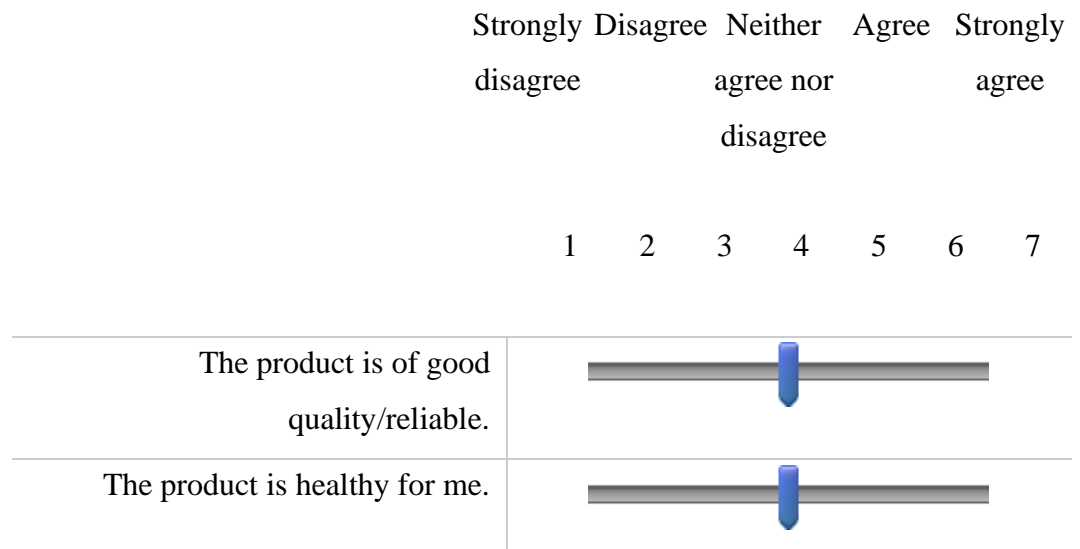 Strongly Disagree Neither Agree Strongly
disagree agree nor agree
disagree
1 2 3 4 5 6 7
The product is of good
quality/reliable.
The product is healthy for me.